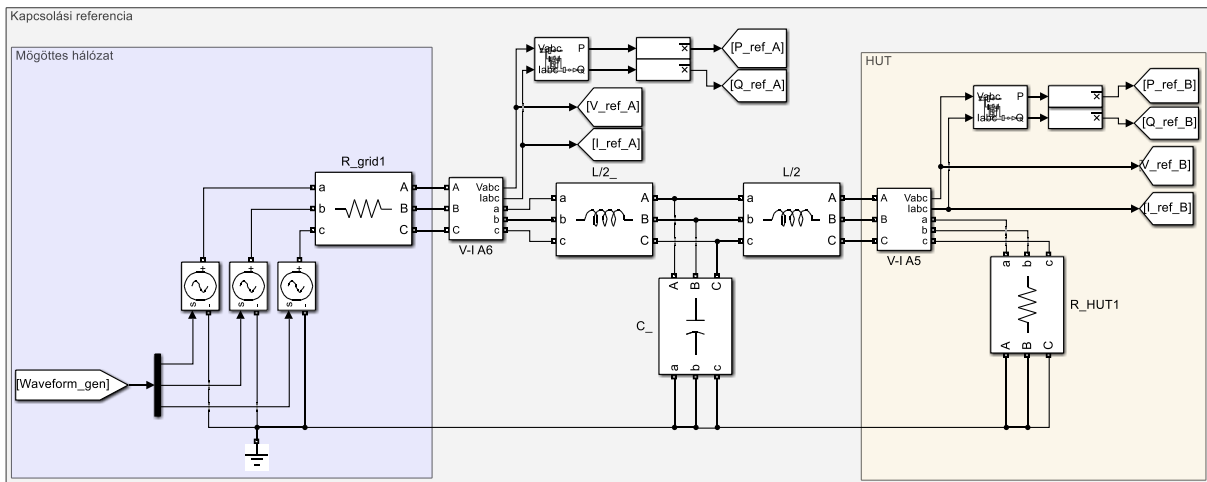 Kapcsolási referencia
Mögöttes hálózat
R_grid1
a
b
c
A
B
C
+
-
s
+
-
s
+
-
s
[Waveform_gen]
A
B
C
Vabc
Iabc
a
b
c
V-I A6
Vabc
Iabc
P
Q
x
x
[P_ref_A]
[Q_ref_A]
[V_ref_A]
[I_ref_A]
L/2_
a
b
c
A
B
C
L/2
a
b
c
A
B
C
C_
A
B
C
a
b
c
HUT
A
B
C
Vabc
Iabc
a
b
c
V-I A5
Vabc
Iabc
P
Q
x
x
[P_ref_B]
[Q_ref_B]
[V_ref_B]
[I_ref_B]
a
b
c
R_HUT1
A
B
C